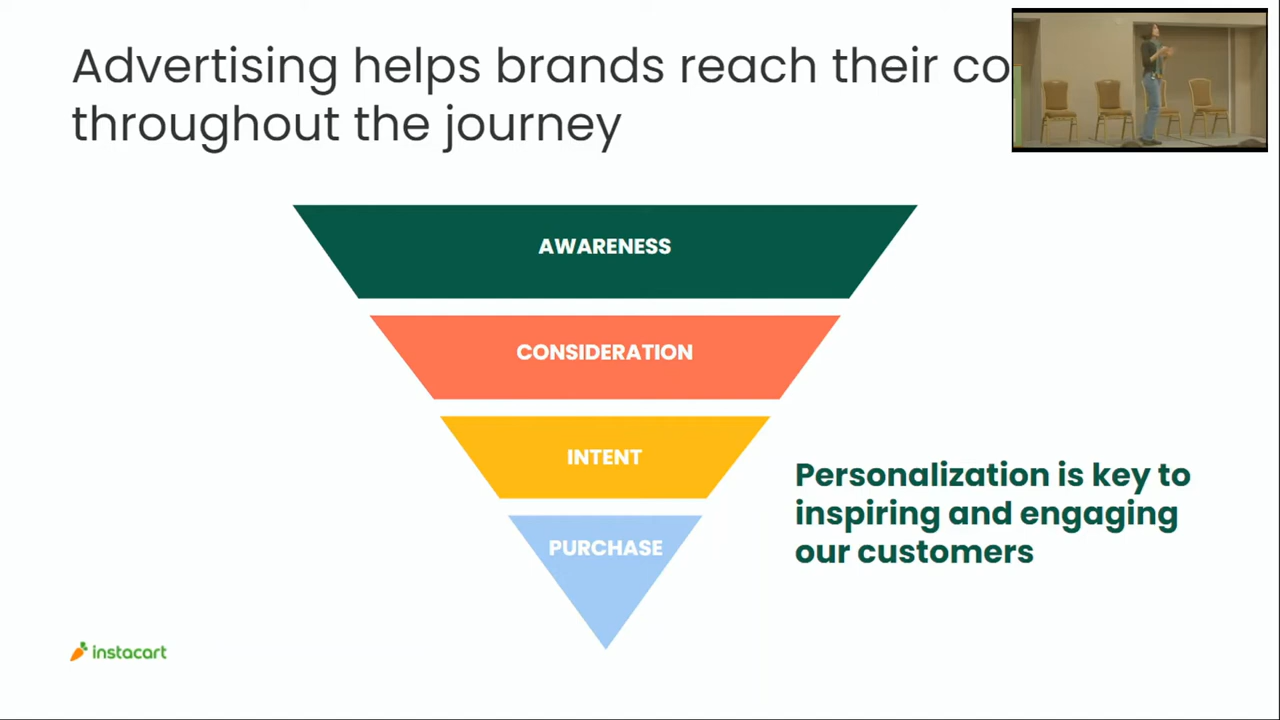 Advertising helps brands reach their co
throughout the journey
AWARENESS
CONSIDERATION
INTENT
PURCHASE
Personalization is key to
inspiring and engaging
our customers
instacart